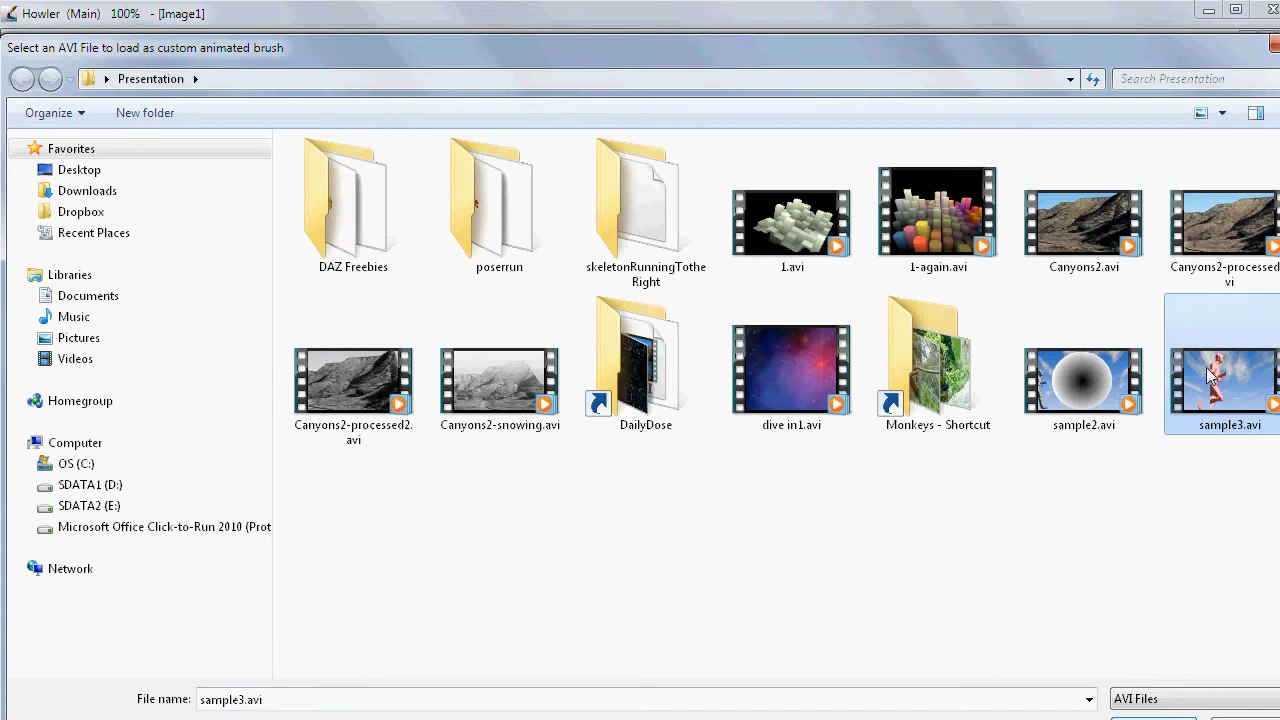 Howler (Main) 100% - [Image1]
Select an AVI File to load as custom animated brush
Presentation
Search Presentation
Organize
New folder
Favorites
Desktop
Downloads
Dropbox
Recent Places
Libraries
Documents
Music
Pictures
Videos
Homegroup
Computer
OS (C:)
SDATA1 (D:)
SDATA2 (E:)
Microsoft Office Click-to-Run 2010 (Prot
Network
DAZ Freebies
poserrun
skeletonRunningTothe
Right
1.avi
1-again.avi
Canyons2.avi
Canyons2-processed
vi
Canyons2-processed2.
avi
Canyons2-snowing.avi
DailyDose
dive in1.avi
Monkeys - Shortcut
sample2.avi
sample3.avi
File name:
sample3.avi
AVI Files